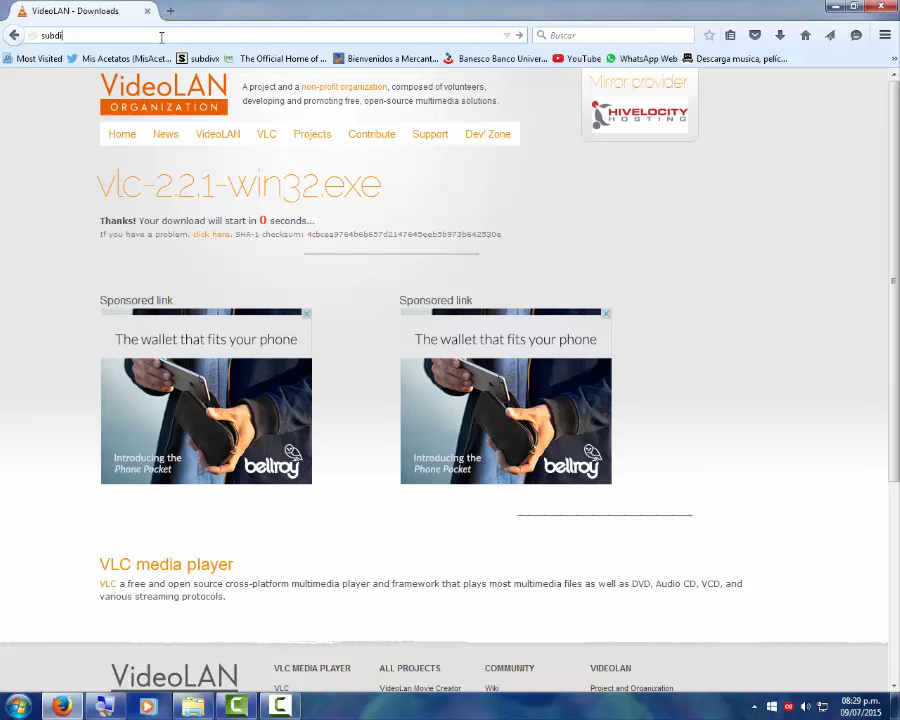 VideoLAN - Downloads
subdi
Buscar
Most Visited Mis Acetatos (MisAcet... subdivx The Official Home of ... Bienvenidos a Mercant... Banesco Banco Univer... YouTube WhatsApp Web Descarga musica, pelíc...
VideoLAN
ORGANIZATION
A project and a non-profit organization, composed of volunteers,
developing and promoting free, open-source multimedia solutions.
Mirror provider
HIVELOCITY
HOSTING
Home News VideoLAN VLC Projects Contribute Support Dev' Zone
vlc-2.2.1-win32.exe
Thanks! Your download will start in 0 seconds...
If you have a problem, click here. SHA-1 checksum: 4cbcea9764b6b657d2147645eeb5b973b642530e
Sponsored link Sponsored link
The wallet that fits your phone
Introducing the
Phone Pocket
bellroy
The wallet that fits your phone
Introducing the
Phone Pocket
bellroy
VLC media player
VLC a free and open source cross-platform multimedia player and framework that plays most multimedia files as well as DVD, Audio CD, VCD, and
various streaming protocols.
VideoLAN
VLC MEDIA PLAYER ALL PROJECTS COMMUNITY VIDEOLAN
VLC VideoLan Movie Creator Wiki Project and Organization
08:29 p.m.
09/07/2015